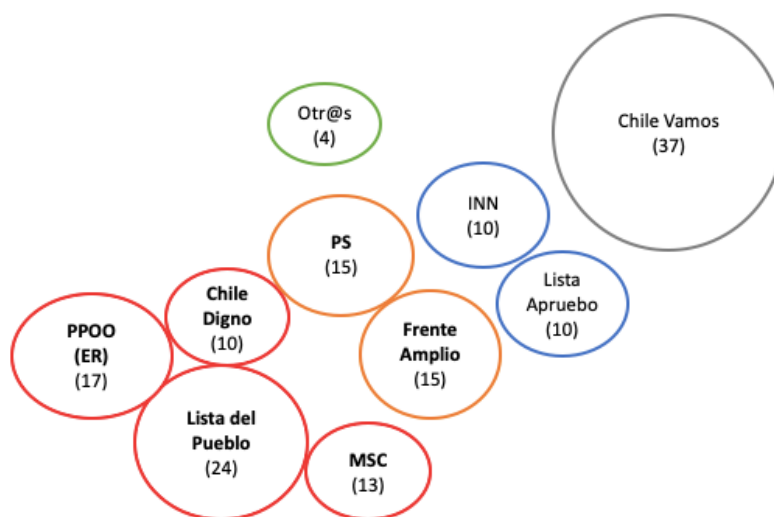 Otr@s
(4)
Chile Vamos
(37)
INN
(10)
PS
(15)
Lista
Apruebo
(10)
Chile
Digno
(10)
PPOO
(ER)
(17)
Frente
Amplio
(15)
Lista del
Pueblo
(24)
MSC
(13)